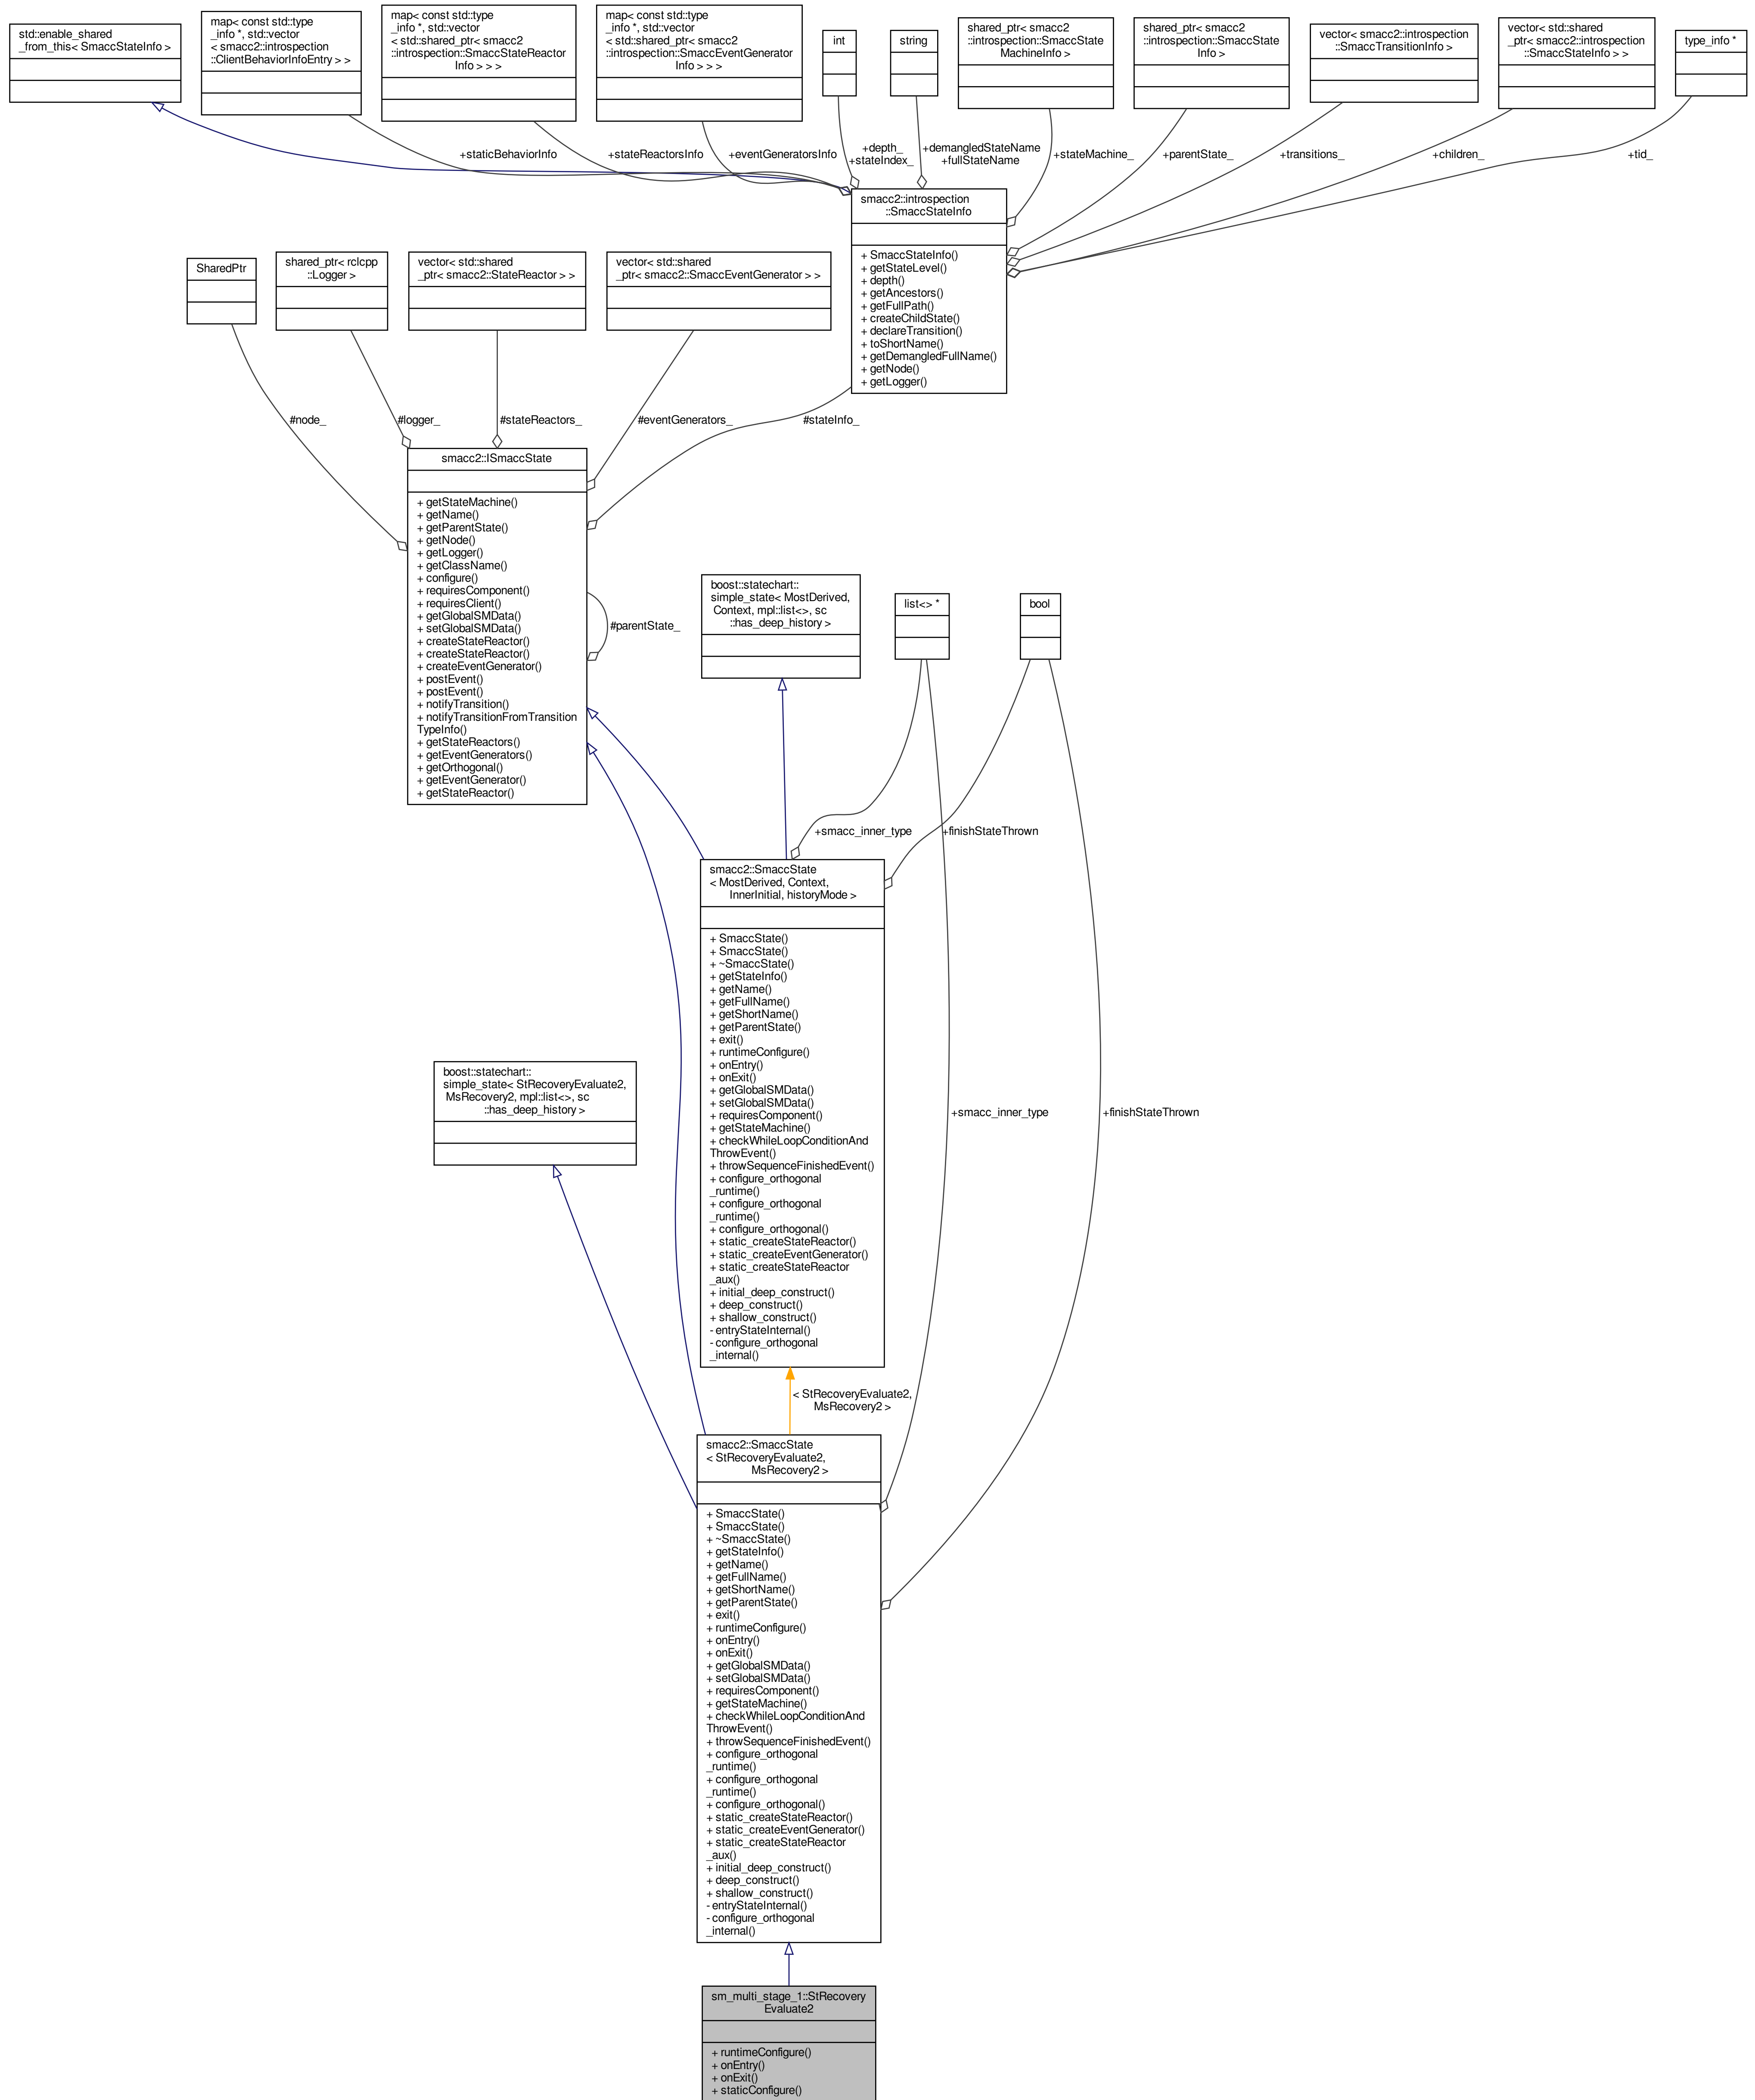 std::enable_shared
_from_this< SmaccStateInfo >
map< const std::type
_info *, std::vector
< smacc2::introspection
::ClientBehaviorInfoEntry > >
map< const std::type
_info *, std::vector
< std::shared_ptr< smacc2
::introspection::SmaccStateReactor
Info > > >
map< const std::type
_info *, std::vector
< std::shared_ptr< smacc2
::introspection::SmaccEventGenerator
Info > > >
int
string
shared_ptr< smacc2
::introspection::SmaccState
MachineInfo >
shared_ptr< smacc2
::introspection::SmaccState
Info >
vector< smacc2::introspection
::SmaccTransitionInfo >
vector< std::shared
_ptr< smacc2::introspection
::SmaccStateInfo > >
type_info *
+staticBehaviorInfo
+stateReactorsInfo
+eventGeneratorsInfo
+depth_
+stateIndex_
+demangledStateName
+fullStateName
+stateMachine_
+parentState_
+transitions_
+children_
+tid_
smacc2::introspection
::SmaccStateInfo
+ SmaccStateInfo()
+ getStateLevel()
+ depth()
+ getAncestors()
+ getFullPath()
+ createChildState()
+ declareTransition()
+ toShortName()
+ getDemangledFullName()
+ getNode()
+ getLogger()
SharedPtr
shared_ptr< rclcpp
::Logger >
vector< std::shared
_ptr< smacc2::StateReactor > >
vector< std::shared
_ptr< smacc2::SmaccEventGenerator > >
#node_
#logger_
#stateReactors_
#eventGenerators_
#stateInfo_
smacc2::ISmaccState
+ getStateMachine()
+ getName()
+ getParentState()
+ getNode()
+ getLogger()
+ getClassName()
+ configure()
+ requiresComponent()
+ requiresClient()
+ getGlobalSMData()
+ setGlobalSMData()
+ createStateReactor()
+ createStateReactor()
+ createEventGenerator()
+ postEvent()
+ postEvent()
+ notifyTransition()
+ notifyTransitionFromTransition
TypeInfo()
+ getStateReactors()
+ getEventGenerators()
+ getOrthogonal()
+ getEventGenerator()
+ getStateReactor()
#parentState_
boost::statechart::
simple_state< MostDerived,
Context, mpl::list<>, sc
::has_deep_history >
list<> *
bool
+smacc_inner_type
+finishStateThrown
smacc2::SmaccState
< MostDerived, Context,
InnerInitial, historyMode >
+ SmaccState()
+ SmaccState()
+ ~SmaccState()
+ getStateInfo()
+ getName()
+ getFullName()
+ getShortName()
+ getParentState()
+ exit()
+ runtimeConfigure()
+ onEntry()
+ onExit()
+ getGlobalSMData()
+ setGlobalSMData()
+ requiresComponent()
+ getStateMachine()
+ checkWhileLoopConditionAnd
ThrowEvent()
+ throwSequenceFinishedEvent()
+ configure_orthogonal
_runtime()
+ configure_orthogonal
_runtime()
+ configure_orthogonal()
+ static_createStateReactor()
+ static_createEventGenerator()
+ static_createStateReactor
_aux()
+ initial_deep_construct()
+ deep_construct()
+ shallow_construct()
- entryStateInternal()
- configure_orthogonal
_internal()
boost::statechart::
simple_state< StRecoveryEvaluate2,
MsRecovery2, mpl::list<>, sc
::has_deep_history >
+smacc_inner_type
+finishStateThrown
< StRecoveryEvaluate2,
MsRecovery2 >
smacc2::SmaccState
< StRecoveryEvaluate2,
MsRecovery2 >
+ SmaccState()
+ SmaccState()
+ ~SmaccState()
+ getStateInfo()
+ getName()
+ getFullName()
+ getShortName()
+ getParentState()
+ exit()
+ runtimeConfigure()
+ onEntry()
+ onExit()
+ getGlobalSMData()
+ setGlobalSMData()
+ requiresComponent()
+ getStateMachine()
+ checkWhileLoopConditionAnd
ThrowEvent()
+ throwSequenceFinishedEvent()
+ configure_orthogonal
_runtime()
+ configure_orthogonal
_runtime()
+ configure_orthogonal()
+ static_createStateReactor()
+ static_createEventGenerator()
+ static_createStateReactor
_aux()
+ initial_deep_construct()
+ deep_construct()
+ shallow_construct()
- entryStateInternal()
- configure_orthogonal
_internal()
sm_multi_stage_1::StRecovery
Evaluate2
+ runtimeConfigure()
+ onEntry()
+ onExit()
+ staticConfigure()